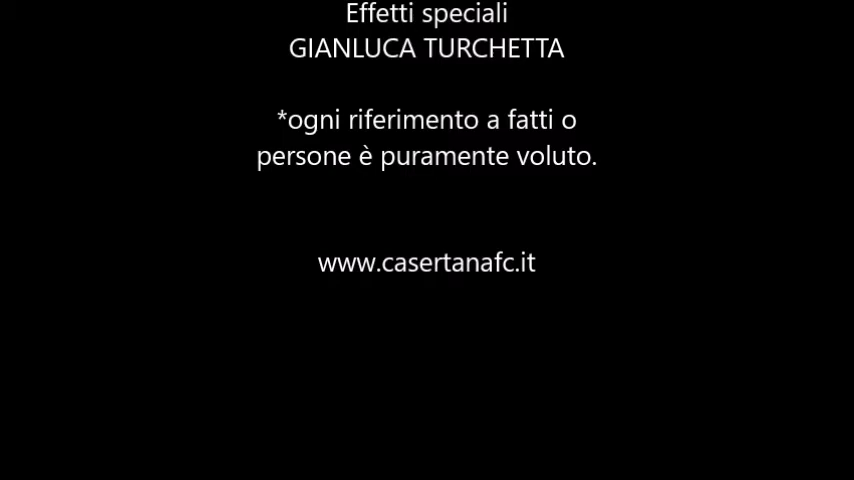 Effetti speciali
GIANLUCA TURCHETTA
*ogni riferimento a fatti o
persone è puramente voluto.
www.casertanafc.it